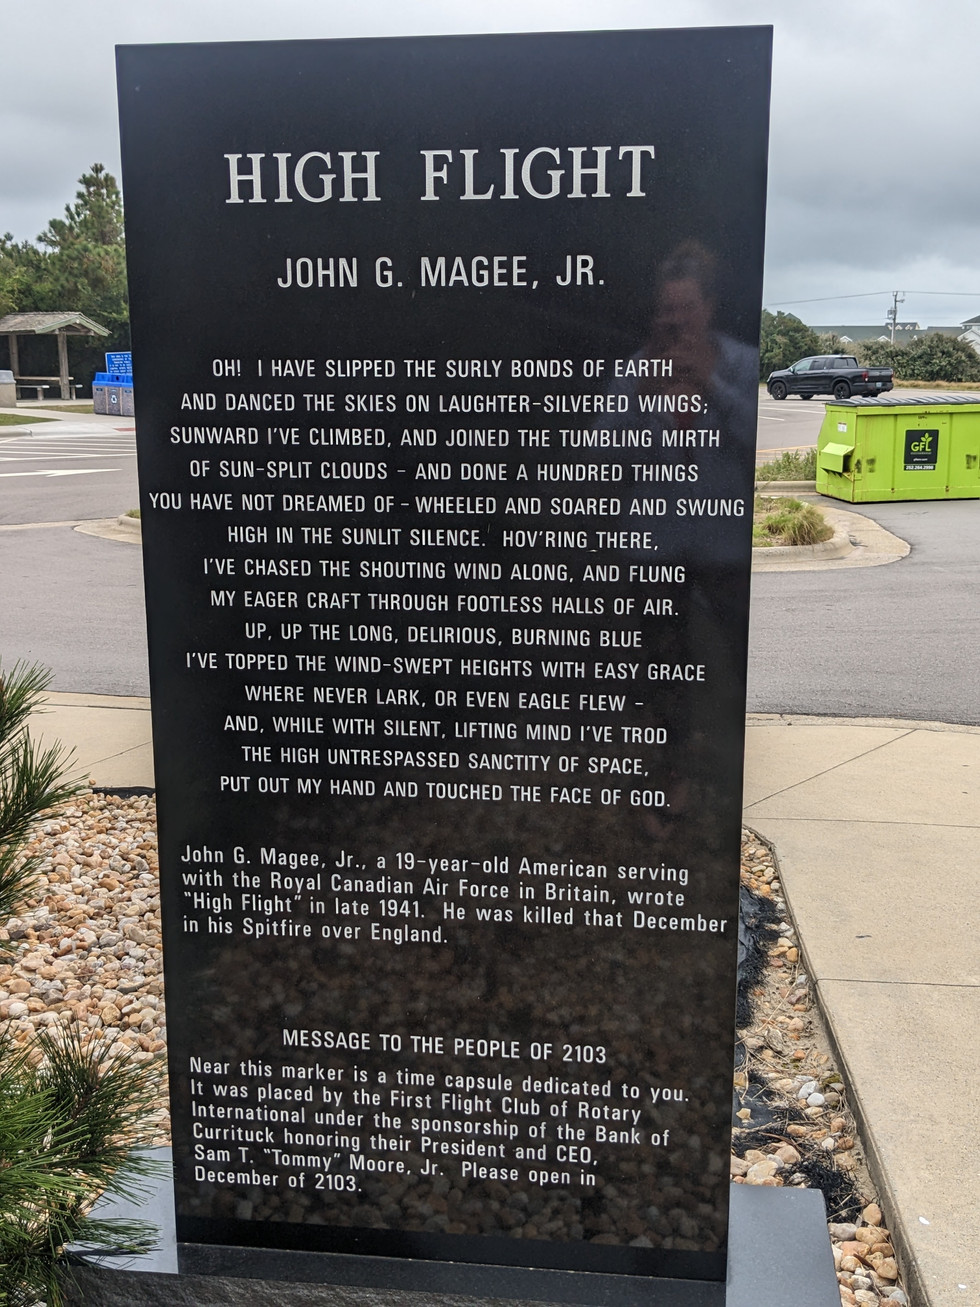 HIGH FLIGHT
JOHN G. MAGEE, JR.
OH! I HAVE SLIPPED THE SURLY BONDS OF EARTH
AND DANCED THE SKIES ON LAUGHTER-SILVERED WINGS;
SUNWARD I'VE CLIMBED, AND JOINED THE TUMBLING MIRTH
OF SUN-SPLIT CLOUDS - AND DONE A HUNDRED THINGS
YOU HAVE NOT DREAMED OF - WHEELED AND SOARED AND SWUNG
HIGH IN THE SUNLIT SILENCE. HOV'RING THERE,
I'VE CHASED THE SHOUTING WIND ALONG, AND FLUNG
MY EAGER CRAFT THROUGH FOOTLESS HALLS OF AIR.
UP, UP THE LONG, DELIRIOUS, BURNING BLUE
I'VE TOPPED THE WIND-SWEPT HEIGHTS WITH EASY GRACE
WHERE NEVER LARK, OR EVEN EAGLE FLEW -
AND, WHILE WITH SILENT, LIFTING MIND I'VE TROD
THE HIGH UNTRESPASSED SANCTITY OF SPACE,
PUT OUT MY HAND AND TOUCHED THE FACE OF GOD.
John G. Magee, Jr., a 19-year-old American serving
with the Royal Canadian Air Force in Britain, wrote
"High Flight" in late 1941. He was killed that December
in his Spitfire over England.
MESSAGE TO THE PEOPLE OF 2103
Near this marker is a time capsule dedicated to you.
It was placed by the First Flight Club of Rotary
International under the sponsorship of the Bank of
Currituck honoring their President and CEO,
Sam T. "Tommy" Moore, Jr. Please open in
December of 2103.
GFL